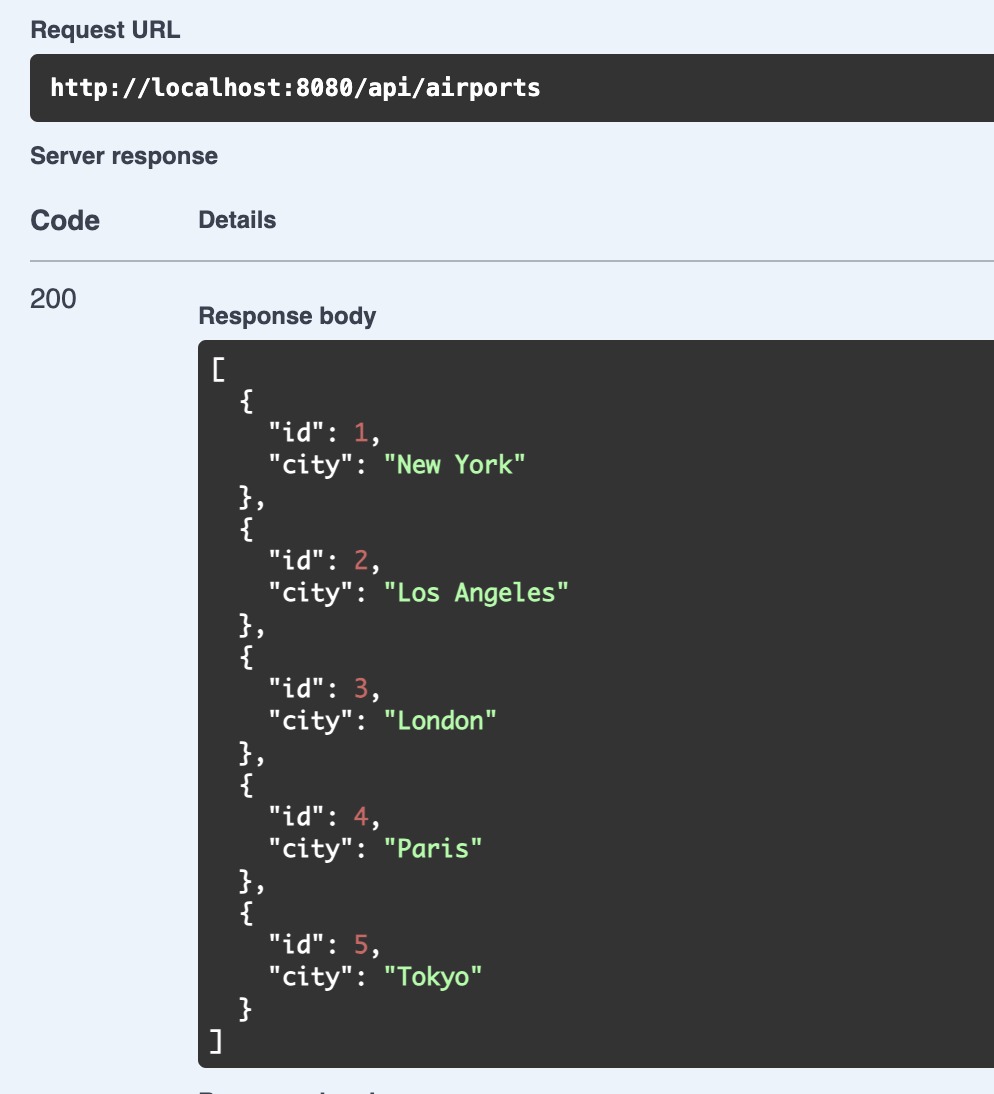 Request URL
http://localhost:8080/api/airports
Server response
Code Details
200
Response body
[
  {
    "id": 1,
    "city": "New York"
  },
  {
    "id": 2,
    "city": "Los Angeles"
  },
  {
    "id": 3,
    "city": "London"
  },
  {
    "id": 4,
    "city": "Paris"
  },
  {
    "id": 5,
    "city": "Tokyo"
  }
]